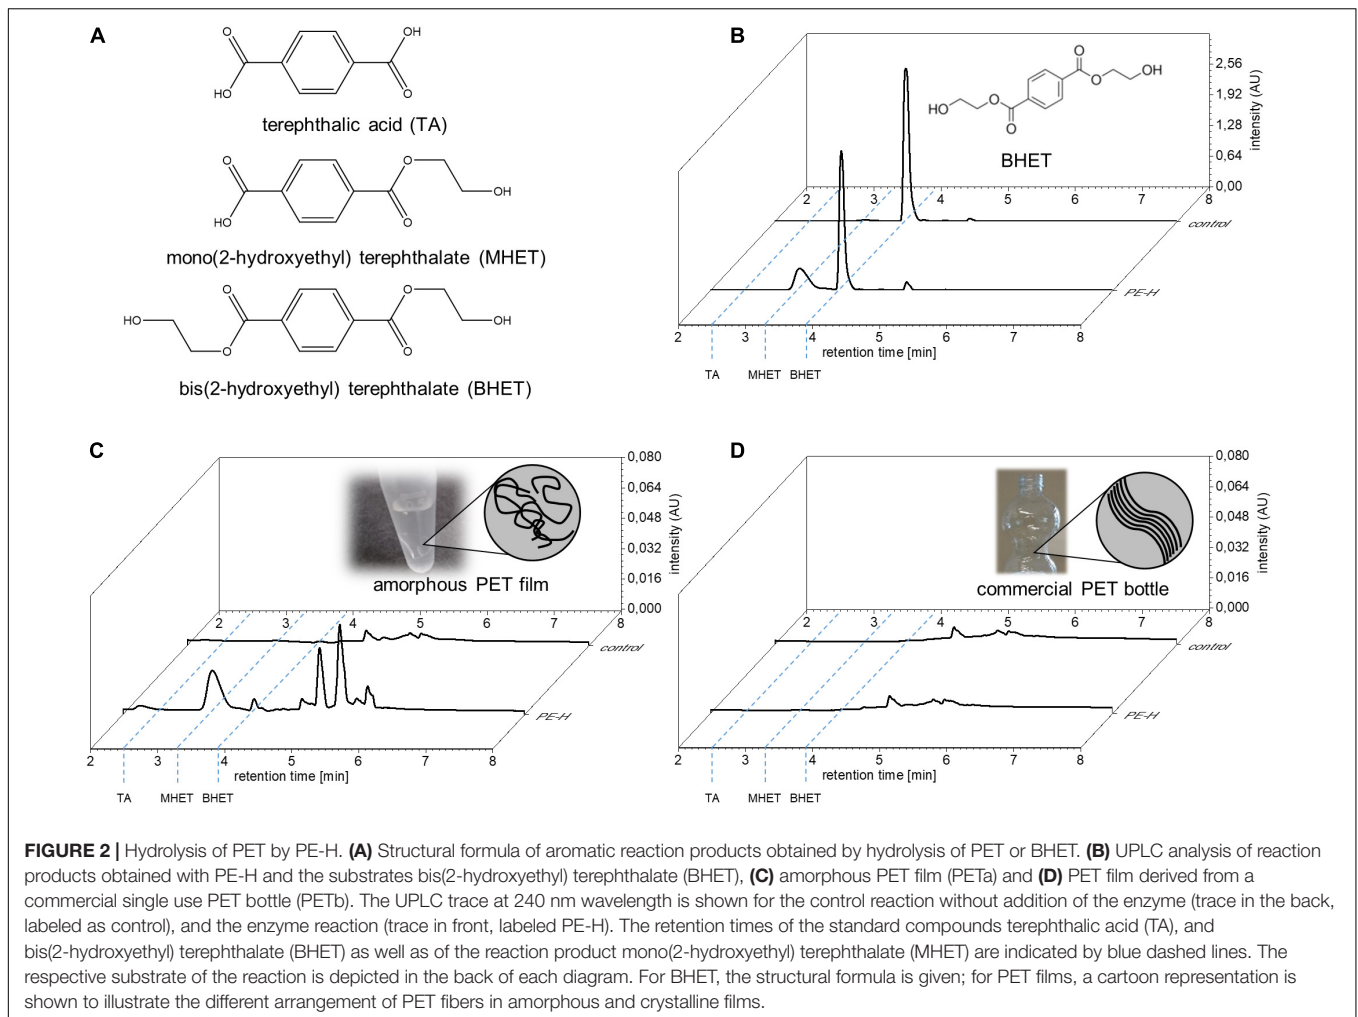 A
O
OH
HO
O
terephthalic acid (TA)
O
O
OH
HO
O
mono(2-hydroxyethyl) terephthalate (MHET)
O
O
HO
OH
O
O
bis(2-hydroxyethyl) terephthalate (BHET)
B
O
OH
O
O
HO
O
BHET
2,56
1,92
1,28
0,64
0,00
intensity (AU)
2 3 4 5 6 7 8
control
PE-H
2 3 4 5 6 7 8
retention time [min]
TA MHET BHET
C
amorphous PET film
0,080
0,064
0,048
0,032
0,016
0,000
intensity (AU)
2 3 4 5 6 7 8
control
PE-H
2 3 4 5 6 7 8
retention time [min]
TA MHET BHET
D
commercial PET bottle
0,080
0,064
0,048
0,032
0,016
0,000
intensity (AU)
2 3 4 5 6 7 8
control
PE-H
2 3 4 5 6 7 8
retention time [min]
TA MHET BHET
FIGURE 2 | Hydrolysis of PET by PE-H. (A) Structural formula of aromatic reaction products obtained by hydrolysis of PET or BHET. (B) UPLC analysis of reaction
products obtained with PE-H and the substrates bis(2-hydroxyethyl) terephthalate (BHET), (C) amorphous PET film (PETa) and (D) PET film derived from a
commercial single use PET bottle (PETb). The UPLC trace at 240 nm wavelength is shown for the control reaction without addition of the enzyme (trace in the back,
labeled as control), and the enzyme reaction (trace in front, labeled PE-H). The retention times of the standard compounds terephthalic acid (TA), and
bis(2-hydroxyethyl) terephthalate (BHET) as well as of the reaction product mono(2-hydroxyethyl) terephthalate (MHET) are indicated by blue dashed lines. The
respective substrate of the reaction is depicted in the back of each diagram. For BHET, the structural formula is given; for PET films, a cartoon representation is
shown to illustrate the different arrangement of PET fibers in amorphous and crystalline films.